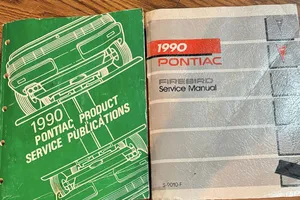 1990
PONTIAC PRODUCT
SERVICE PUBLICATIONS
1990
PONTIAC
FIREBIRD
Service Manual